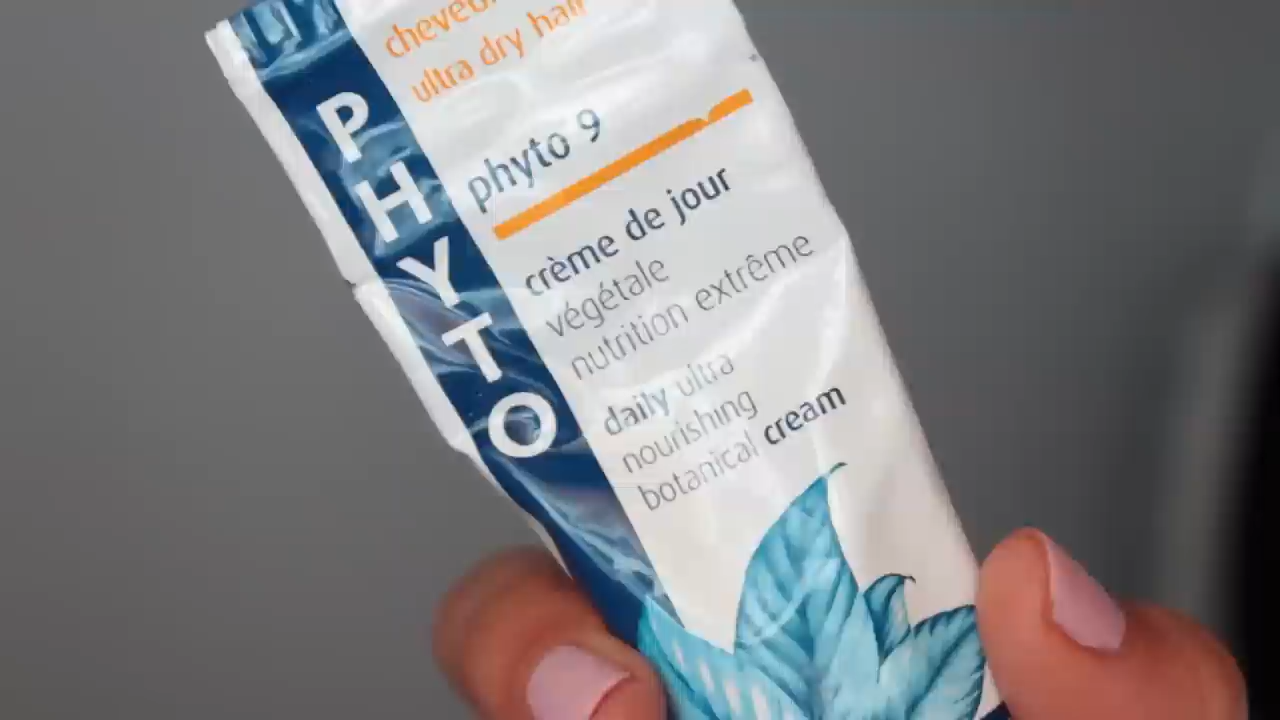 PHYTO
ultra dry hair
phyto 9
crème de jour
végétale
nutrition extrême
daily ultra
nourishing
botanical cream